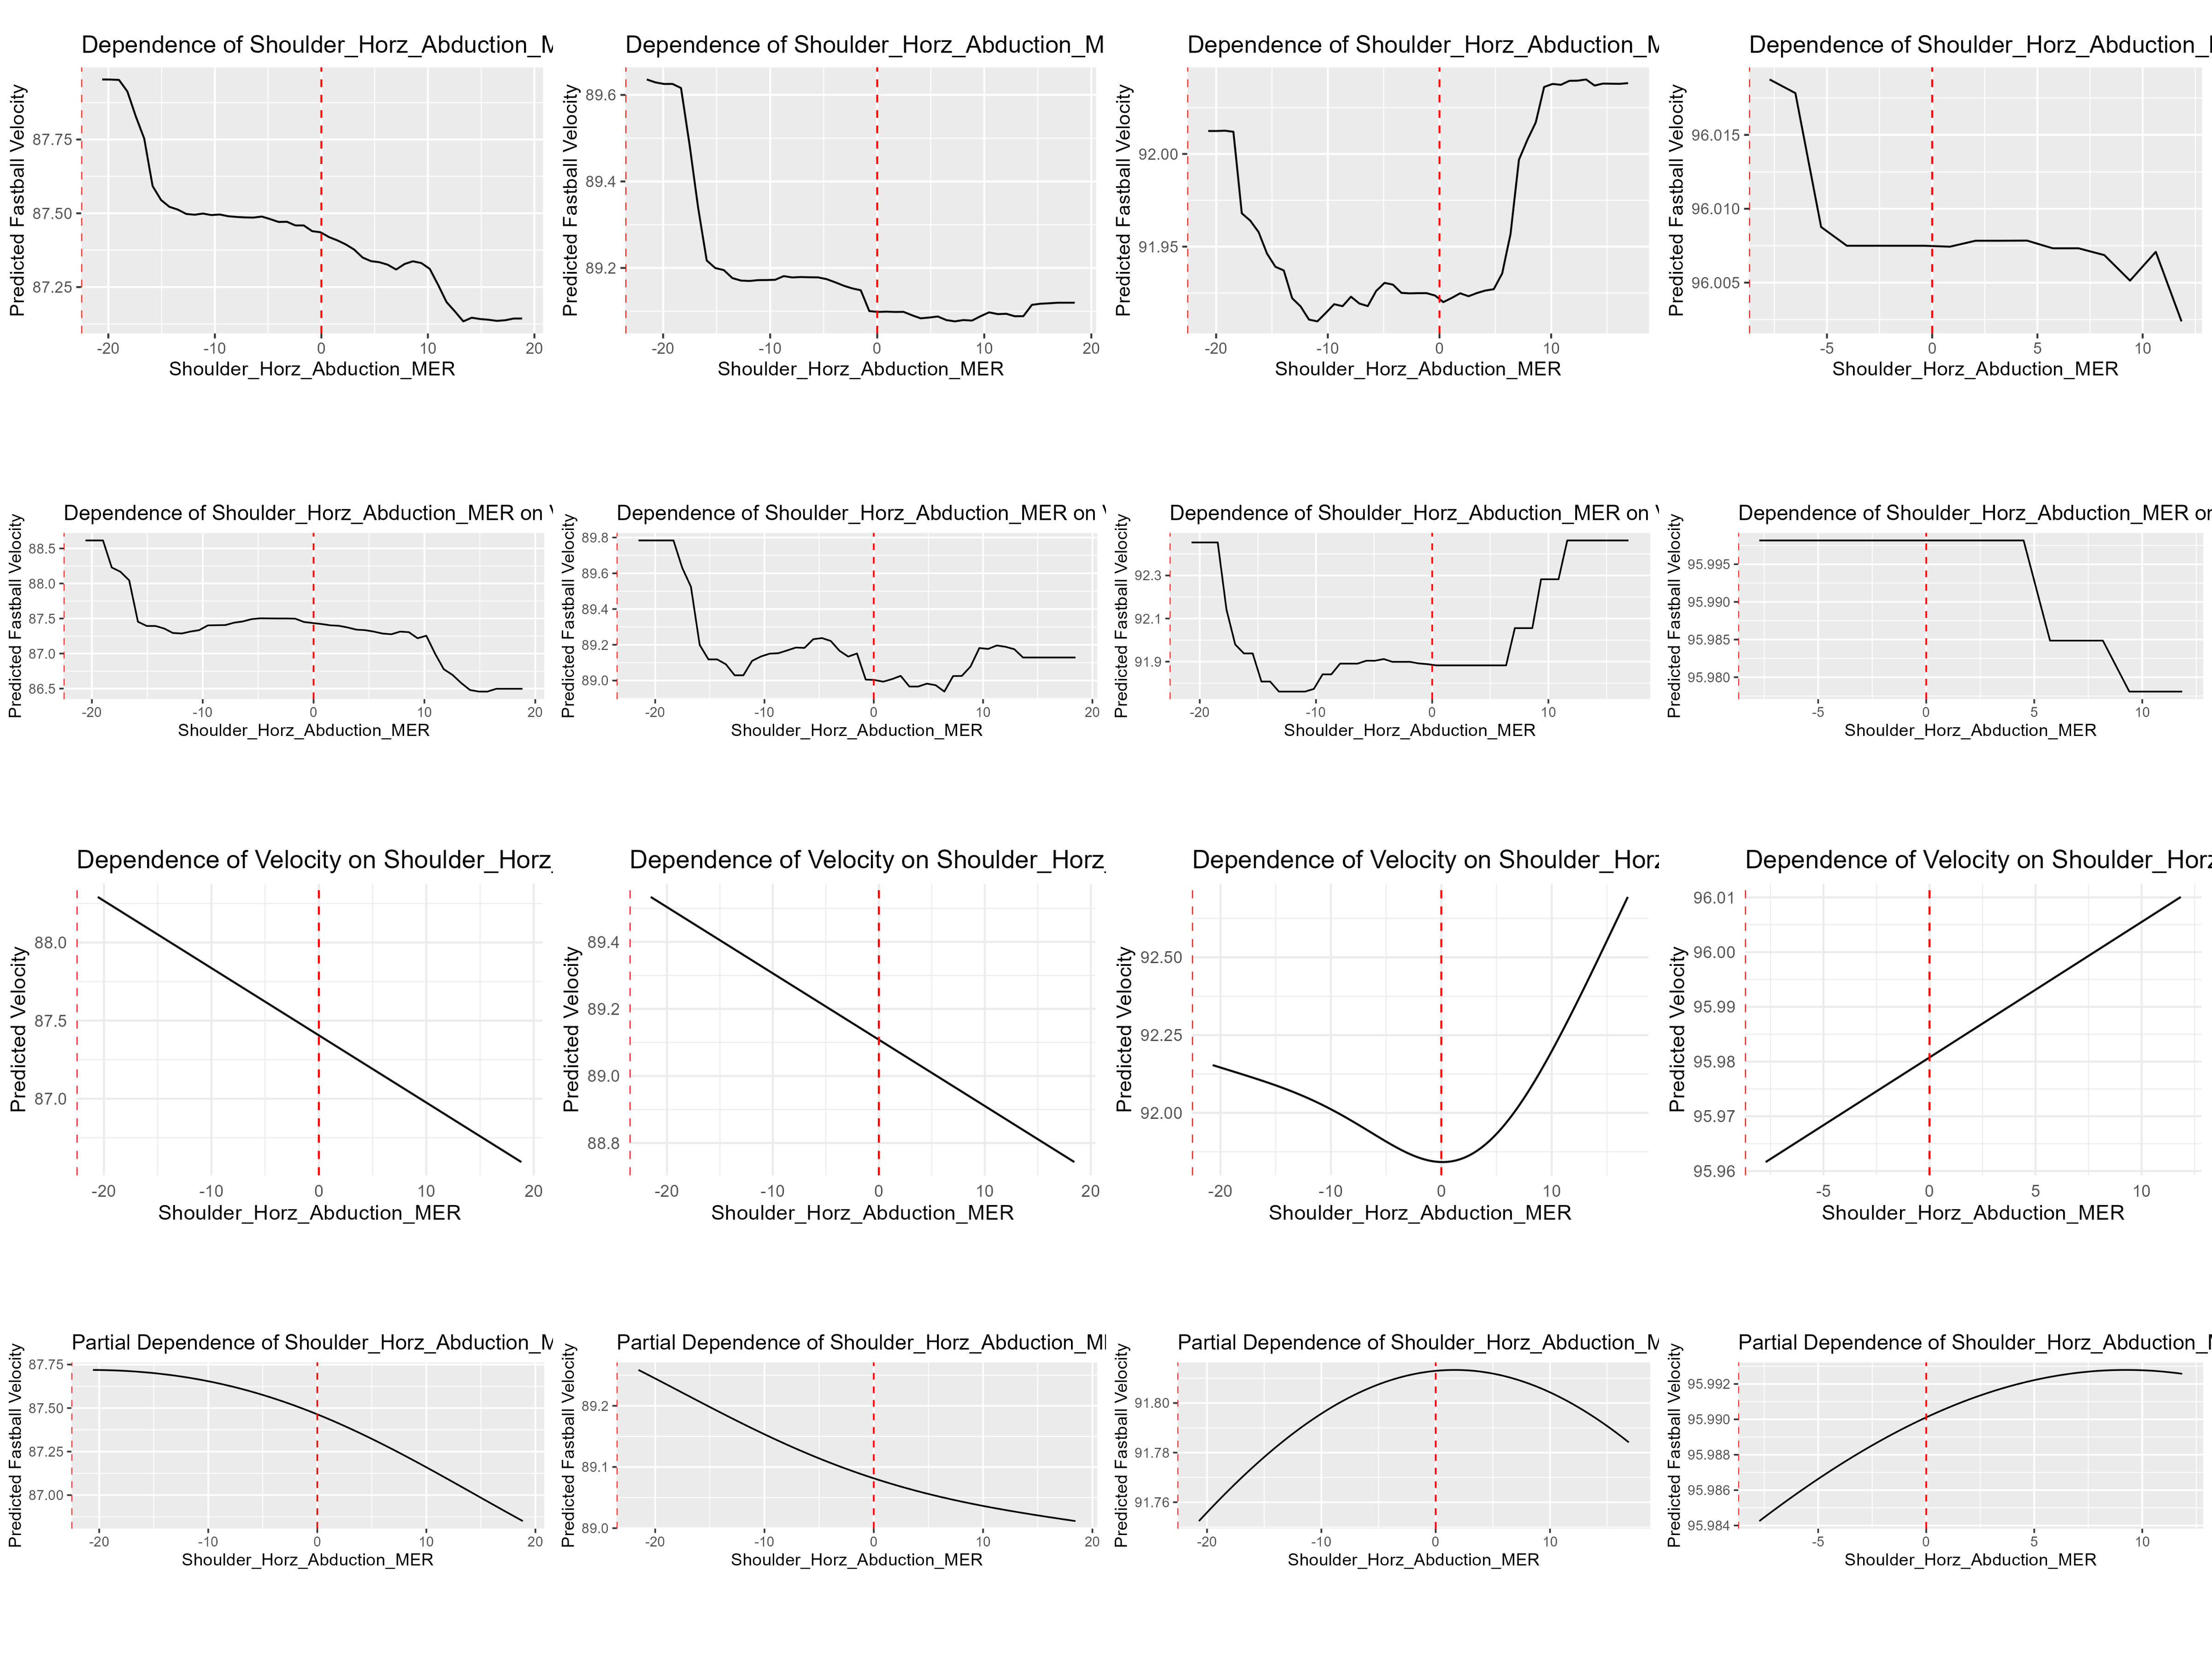 Dependence of Shoulder_Horz_Abduction_M
Predicted Fastball Velocity
87.75
87.50
87.25
-20 -10 0 10 20
Shoulder_Horz_Abduction_MER
Dependence of Shoulder_Horz_Abduction_M
Predicted Fastball Velocity
89.6
89.4
89.2
-20 -10 0 10 20
Shoulder_Horz_Abduction_MER
Dependence of Shoulder_Horz_Abduction_M
Predicted Fastball Velocity
92.00
91.95
-20 -10 0 10
Shoulder_Horz_Abduction_MER
Dependence of Shoulder_Horz_Abduction_
Predicted Fastball Velocity
96.015
96.010
96.005
-5 0 5 10
Shoulder_Horz_Abduction_MER
Dependence of Shoulder_Horz_Abduction_MER on V
Predicted Fastball Velocity
88.5
88.0
87.5
87.0
86.5
-20 -10 0 10 20
Shoulder_Horz_Abduction_MER
Dependence of Shoulder_Horz_Abduction_MER on V
Predicted Fastball Velocity
89.8
89.6
89.4
89.2
89.0
-20 -10 0 10 20
Shoulder_Horz_Abduction_MER
Dependence of Shoulder_Horz_Abduction_MER on V
Predicted Fastball Velocity
92.3
92.1
91.9
-20 -10 0 10
Shoulder_Horz_Abduction_MER
Dependence of Shoulder_Horz_Abduction_MER or
Predicted Fastball Velocity
95.995
95.990
95.985
95.980
-5 0 5 10
Shoulder_Horz_Abduction_MER
Dependence of Velocity on Shoulder_Horz_
Predicted Velocity
88.0
87.5
87.0
-20 -10 0 10 20
Shoulder_Horz_Abduction_MER
Dependence of Velocity on Shoulder_Horz_
Predicted Velocity
89.4
89.2
89.0
88.8
-20 -10 0 10 20
Shoulder_Horz_Abduction_MER
Dependence of Velocity on Shoulder_Horz
Predicted Velocity
92.50
92.25
92.00
-20 -10 0 10
Shoulder_Horz_Abduction_MER
Dependence of Velocity on Shoulder_Hor
Predicted Velocity
96.01
96.00
95.99
95.98
95.97
95.96
-5 0 5 10
Shoulder_Horz_Abduction_MER
Partial Dependence of Shoulder_Horz_Abduction_M
Predicted Fastball Velocity
87.75
87.50
87.25
87.00
-20 -10 0 10 20
Shoulder_Horz_Abduction_MER
Partial Dependence of Shoulder_Horz_Abduction_MI
Predicted Fastball Velocity
89.2
89.1
89.0
-20 -10 0 10 20
Shoulder_Horz_Abduction_MER
Partial Dependence of Shoulder_Horz_Abduction_M
Predicted Fastball Velocity
91.80
91.78
91.76
-20 -10 0 10
Shoulder_Horz_Abduction_MER
Partial Dependence of Shoulder_Horz_Abduction_
Predicted Fastball Velocity
95.992
95.990
95.988
95.986
95.984
-5 0 5 10
Shoulder_Horz_Abduction_MER